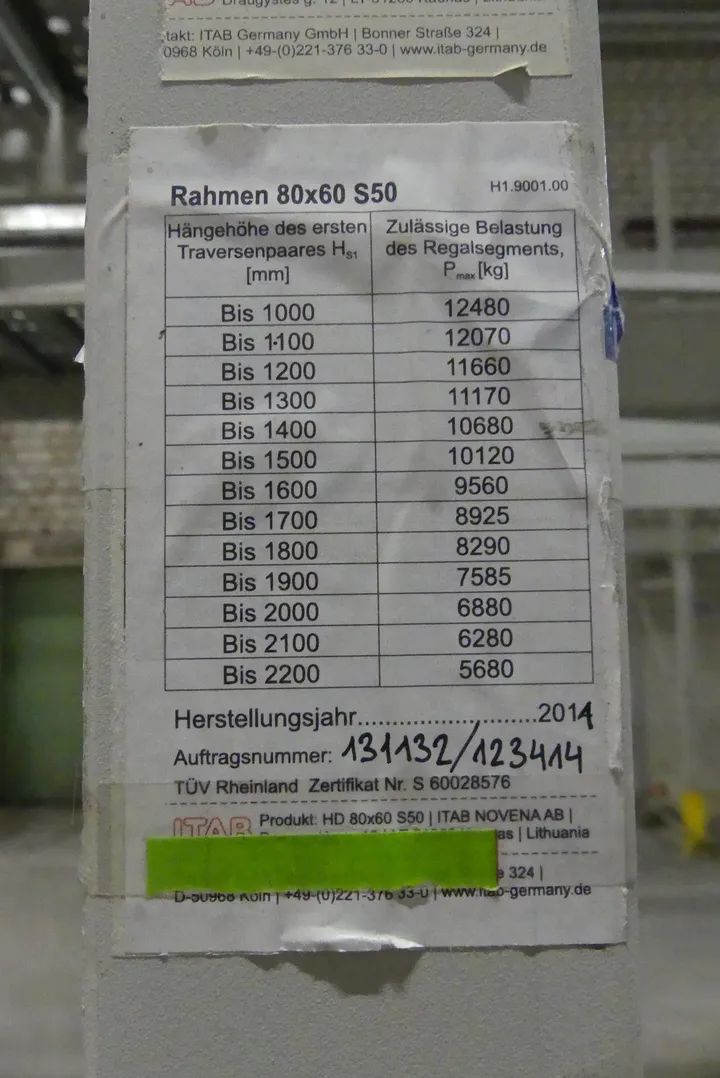 takt: ITAB Germany GmbH | Bonner Straße 324 |
0968 Köln | +49-(0)221-376 33-0 | www.itab-germany.de
Rahmen 80x60 S50
H1.9001.00
Hängehöhe des ersten Traversenpaares HS1 [mm] Zulässige Belastung des Regalsegments, Pmax [kg]
Bis 1000 12480
Bis 1100 12070
Bis 1200 11660
Bis 1300 11170
Bis 1400 10680
Bis 1500 10120
Bis 1600 9560
Bis 1700 8925
Bis 1800 8290
Bis 1900 7585
Bis 2000 6880
Bis 2100 6280
Bis 2200 5680
Herstellungsjahr..........................2014
Auftragsnummer: 131132/123414
TÜV Rheinland Zertifikat Nr. S 60028576
ITAB Produkt: HD 80x60 S50 | ITAB NOVENA AB |
as | Lithuania
324 |
D-50968 Köln | +49-(0)221-376 33-0 | www.itab-germany.de